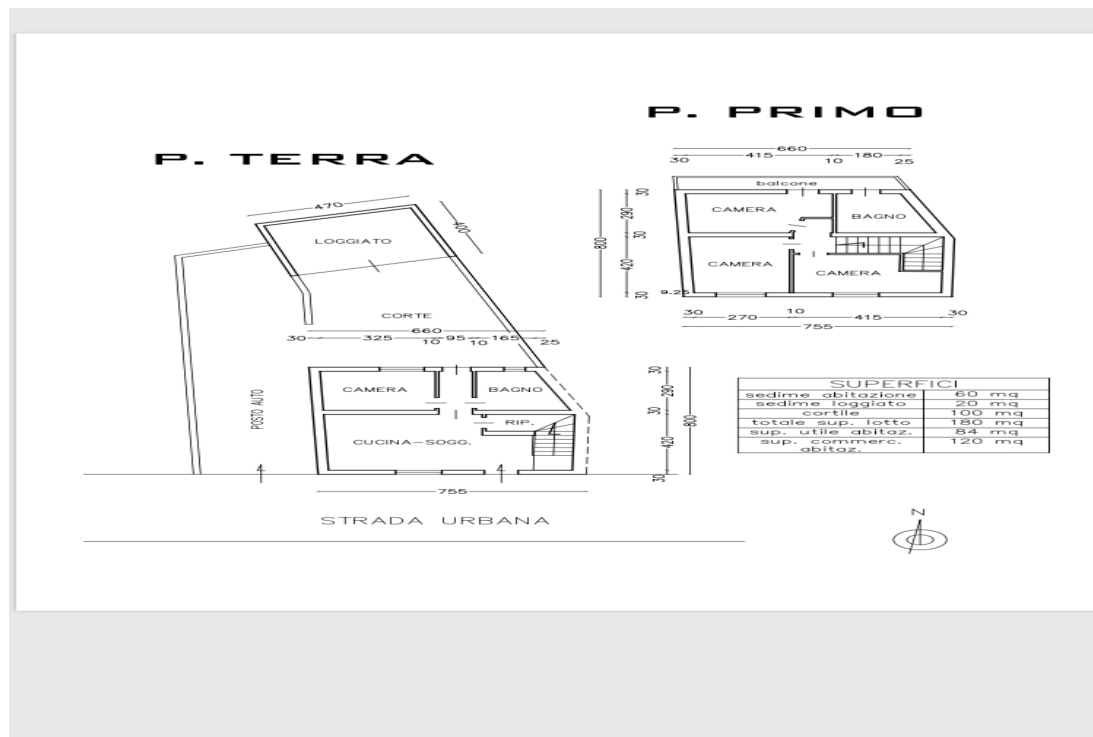 P. PRIMO
660
30 415 10 180 25
balcone
CAMERA
BAGNO
CAMERA
CAMERA
800
30
290
30
420
30
9.25
30 270 10 415 30
755
P. TERRA
470
400
LOGGIATO
CORTE
660
30 325 10 95 10 165 25
CAMERA
BAGNO
RIP.
CUCINA-SOGG.
POSTO AUTO
30
290
30
420
30
800
755
STRADA URBANA
SUPERFICI
sedime abitazione 60 mq
sedime loggiato 20 mq
cortile 100 mq
totale sup. lotto 180 mq
sup. utile abitaz. 84 mq
sup. commerc. 120 mq
abitaz.
N